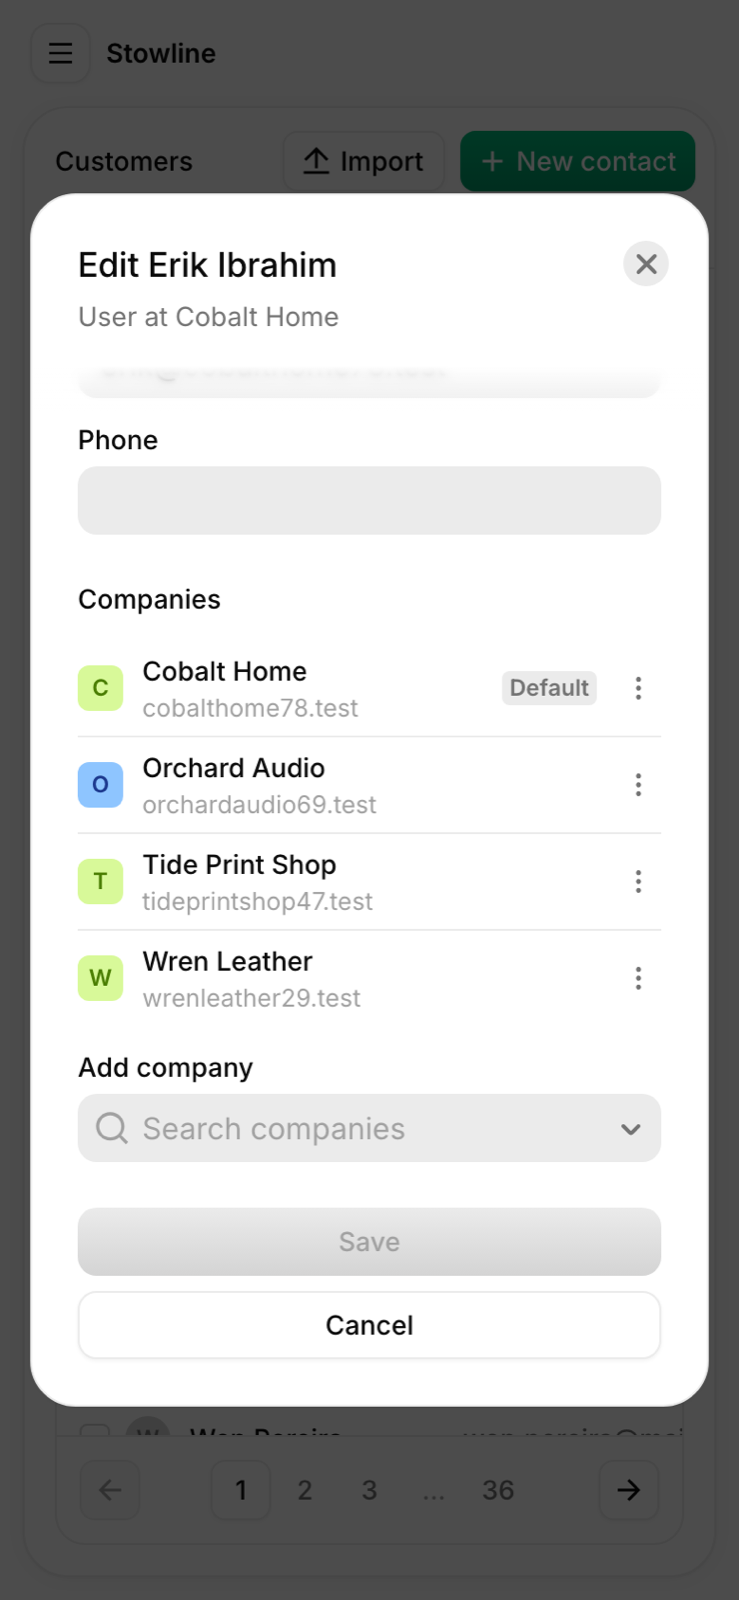 Stowline
Customers
Import
New contact
Edit Erik Ibrahim
User at Cobalt Home
Phone
Companies
C
Cobalt Home
Default
cobalthome78.test
O
Orchard Audio
orchardaudio69.test
T
Tide Print Shop
tideprintshop47.test
W
Wren Leather
wrenleather29.test
Add company
Search companies
Save
Cancel
1
2
3
...
36